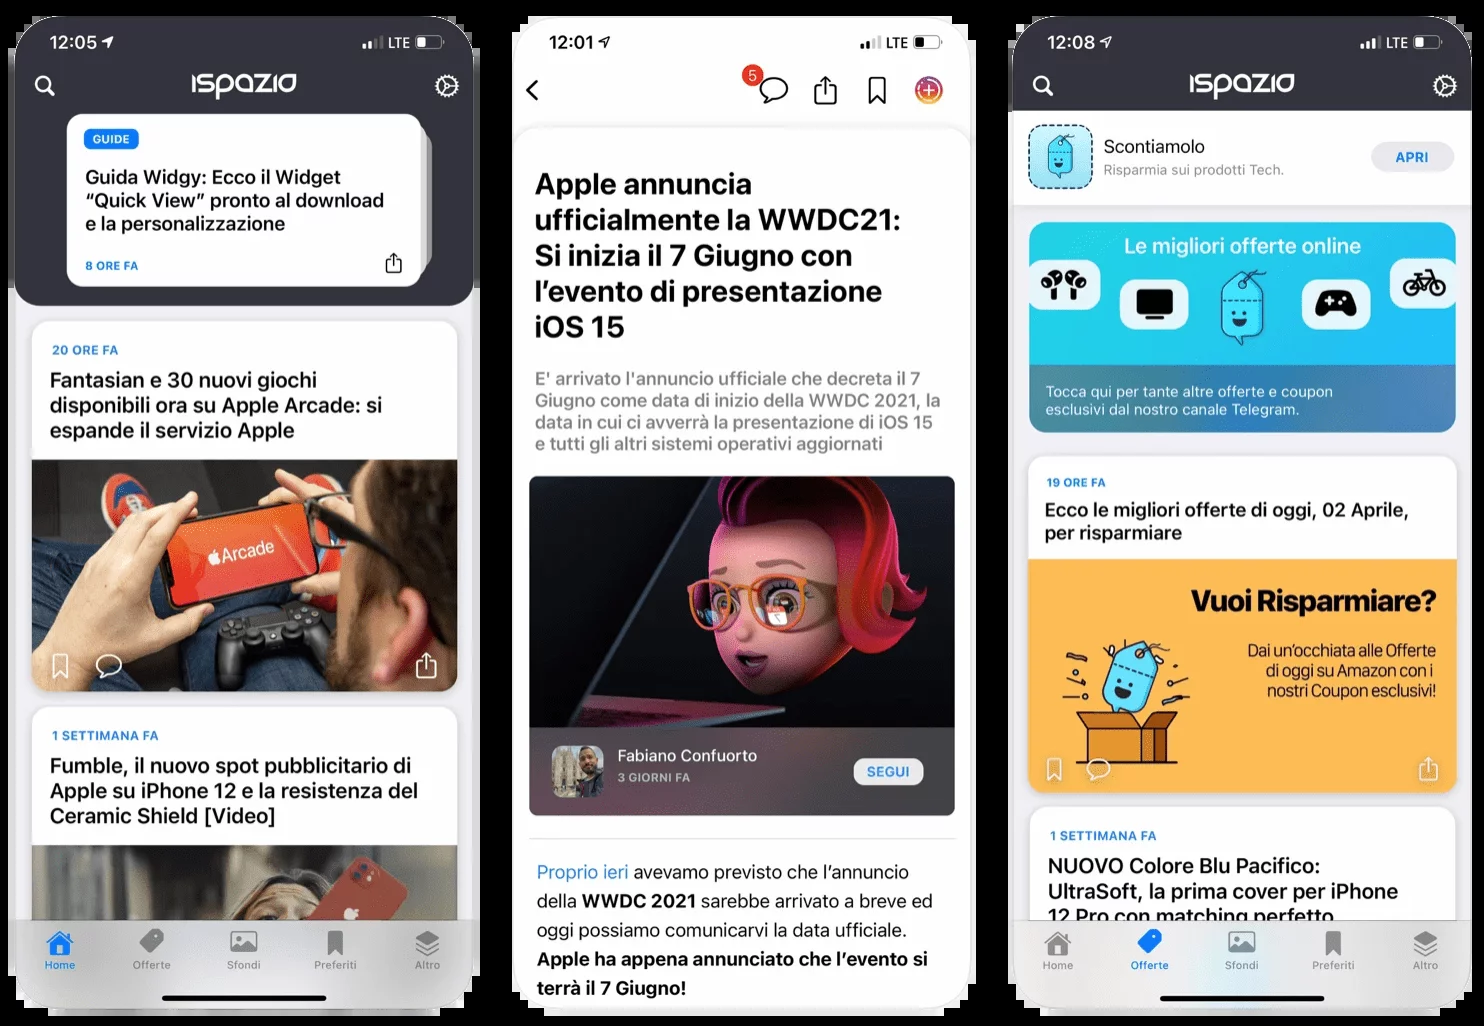 12:05
LTE
ISPAZIO
GUIDE
Guida Widgy: Ecco il Widget
“Quick View” pronto al download
e la personalizzazione
8 ORE FA
20 ORE FA
Fantasian e 30 nuovi giochi
disponibili ora su Apple Arcade: si
espande il servizio Apple
Arcade
1 SETTIMANA FA
Fumble, il nuovo spot pubblicitario di
Apple su iPhone 12 e la resistenza del
Ceramic Shield [Video]
Home
Offerte
Sfondi
Preferiti
Altro
12:01
LTE
5
Apple annuncia
ufficialmente la WWDC21:
Si inizia il 7 Giugno con
l’evento di presentazione
iOS 15
E' arrivato l'annuncio ufficiale che decreta il 7
Giugno come data di inizio della WWDC 2021, la
data in cui ci avverrà la presentazione di iOS 15
e tutti gli altri sistemi operativi aggiornati
Fabiano Confuorto
3 GIORNI FA
SEGUI
Proprio ieri avevamo previsto che l’annuncio
della WWDC 2021 sarebbe arrivato a breve ed
oggi possiamo comunicarvi la data ufficiale.
Apple ha appena annunciato che l’evento si
terrà il 7 Giugno!
12:08
LTE
ISPAZIO
Scontiamolo
Risparmia sui prodotti Tech.
APRI
Le migliori offerte online
Tocca qui per tante altre offerte e coupon
esclusivi dal nostro canale Telegram.
19 ORE FA
Ecco le migliori offerte di oggi, 02 Aprile,
per risparmiare
Vuoi Risparmiare?
Dai un’occhiata alle Offerte
di oggi su Amazon con i
nostri Coupon esclusivi!
1 SETTIMANA FA
NUOVO Colore Blu Pacifico:
UltraSoft, la prima cover per iPhone
12 Pro con matching perfetto
Home
Offerte
Sfondi
Preferiti
Altro